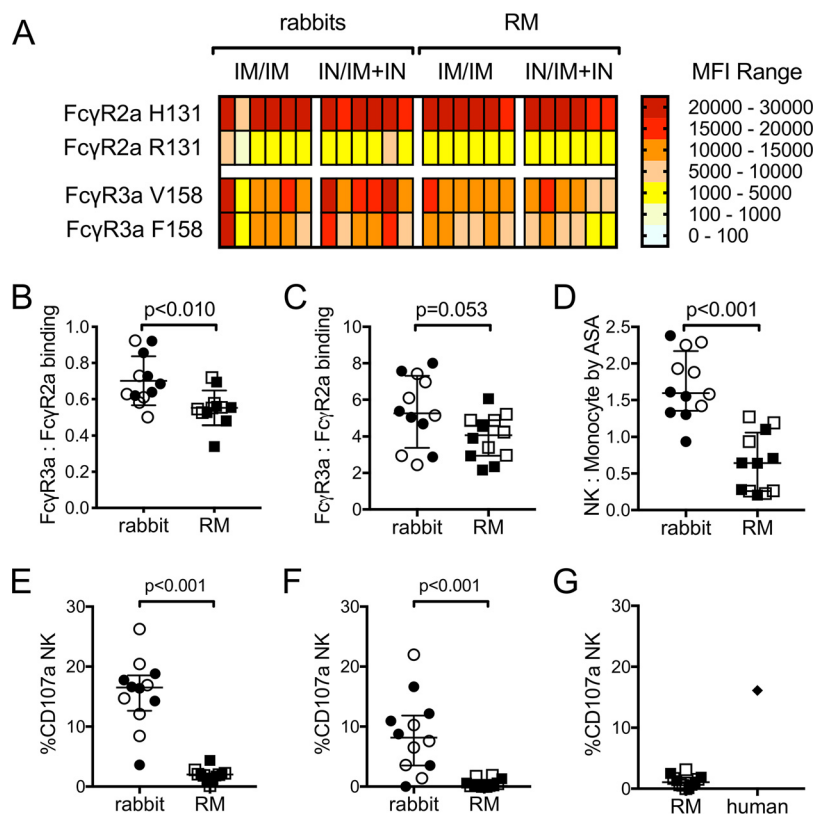 A
rabbits RM
IM/IM IN/IM+IN IM/IM IN/IM+IN MFI Range
FcγR2a H131
FcγR2a R131
FcγR3a V158
FcγR3a F158
20000 - 30000
15000 - 20000
10000 - 15000
5000 - 10000
1000 - 5000
100 - 1000
0 - 100
B
p<0.010
FcγR3a : FcγR2a binding
1.0
0.8
0.6
0.4
0.2
0.0
rabbit RM
C
p=0.053
FcγR3a : FcγR2a binding
10
8
6
4
2
0
rabbit RM
D
p<0.001
NK : Monocyte by ASA
2.5
2.0
1.5
1.0
0.5
0.0
rabbit RM
E
p<0.001
%CD107a NK
30
20
10
0
rabbit RM
F
p<0.001
%CD107a NK
30
20
10
0
rabbit RM
G
%CD107a NK
30
20
10
0
RM human